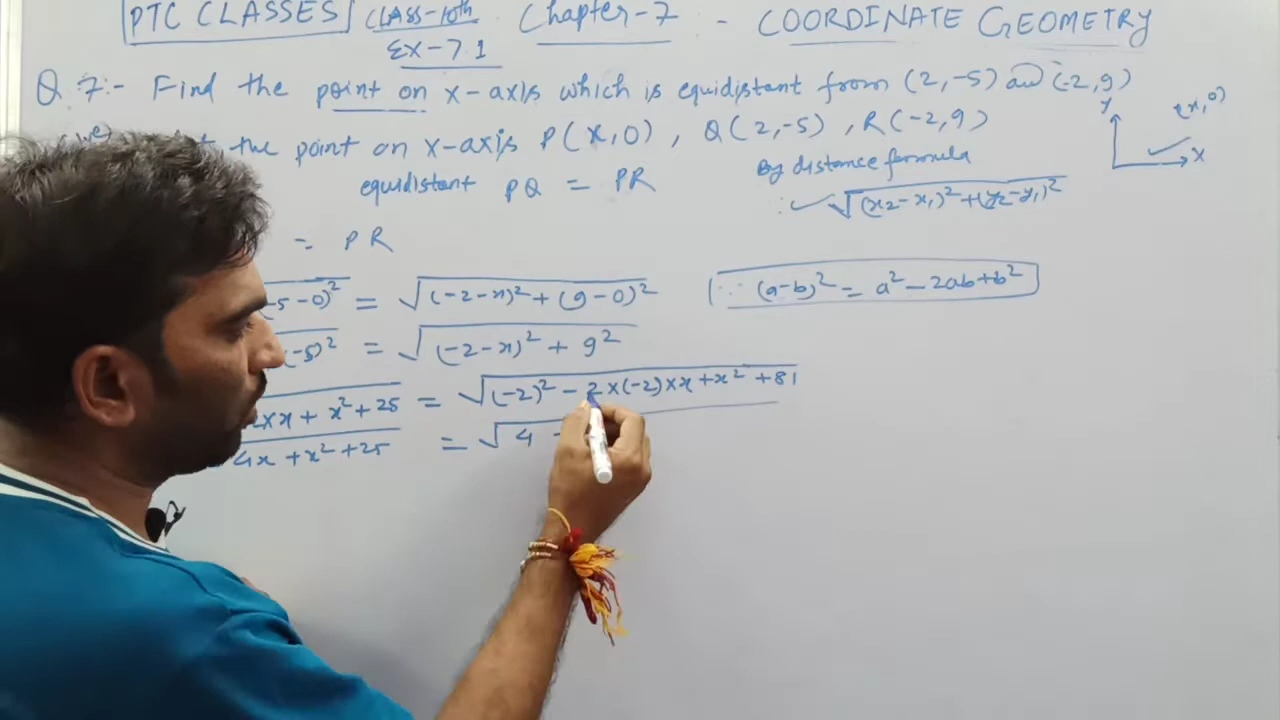 PTC CLASSES CLASS-10th Chapter-7 - COORDINATE GEOMETRY
Ex-7.1
Q.7:- Find the point on x-axis which is equidistant from (2,-5) and (-2,9)
the point on x-axis P(x,0), Q(2,-5), R(-2,9)
y (x,0)
x
equidistant PQ = PR
By distance formula
∴ √(x₂-x₁)²+(y₂-y₁)²
= PR
5-0)² = √(-2-x)²+(9-0)²
∵ (a-b)² = a²-2ab+b²
(-5)² = √(-2-x)² + 9²
2×x+x²+25 = √(-2)²-2×(-2)×x+x²+81
4x+x²+25 = √4